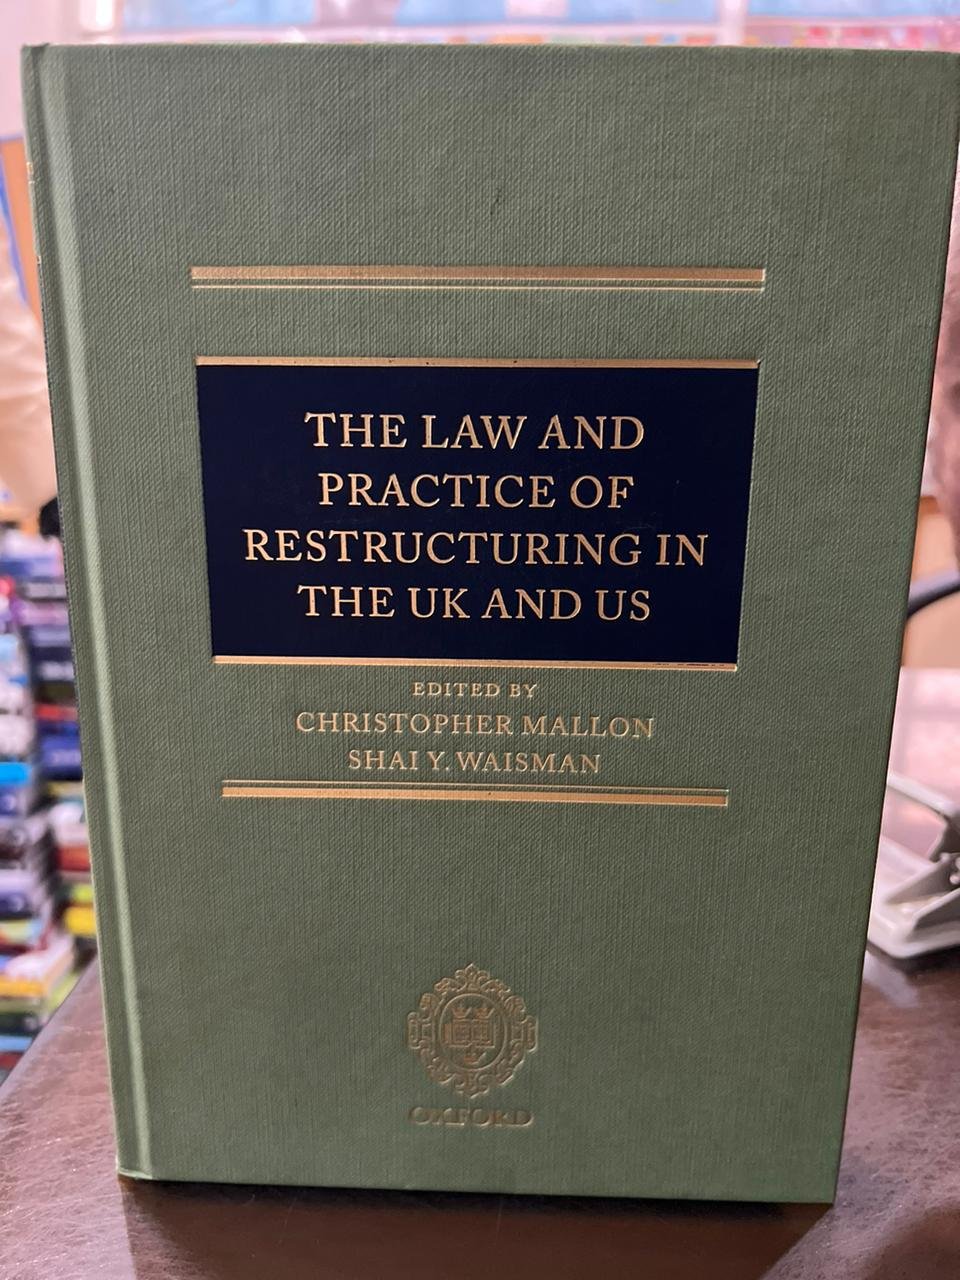 THE LAW AND
PRACTICE OF
RESTRUCTURING IN
THE UK AND US
EDITED BY
CHRISTOPHER MALLON
SHAI Y. WAISMAN
OXFORD